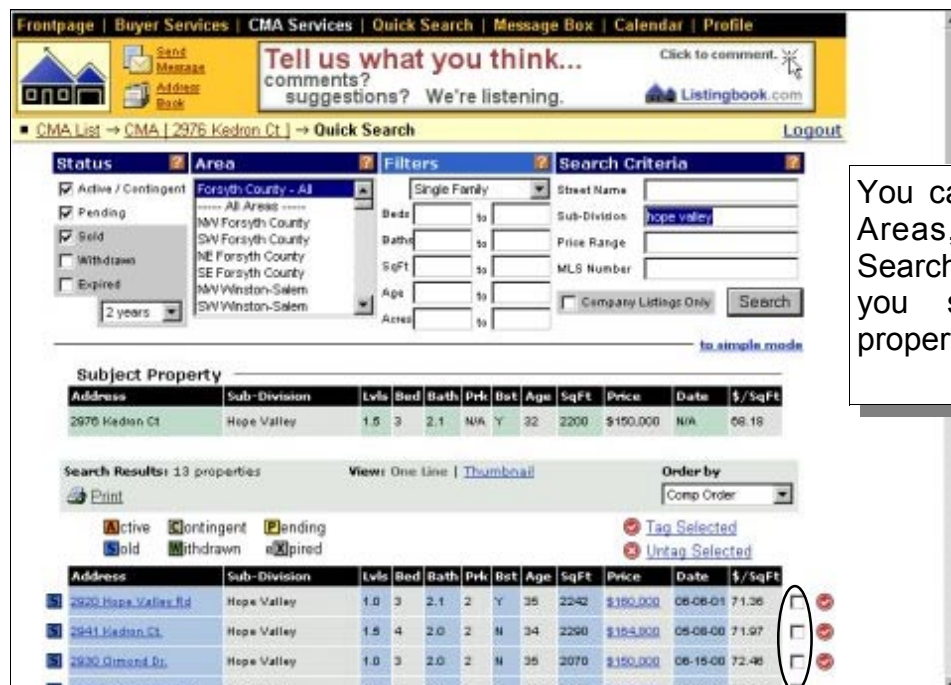 Frontpage | Buyer Services | CMA Services | Quick Search | Message Box | Calendar | Profile
Send Message
Address Book
Tell us what you think...
comments?
suggestions? We're listening.
Click to comment.
Listingbook.com
CMA List → CMA [ 2976 Kedron Ct ] → Quick Search
Logout
Status ? Area ? Filters ? Search Criteria ?
Active / Contingent
Pending
Sold
Withdrawn
Expired
2 years
Forsyth County - All
----- All Areas -----
NW Forsyth County
SW Forsyth County
NE Forsyth County
SE Forsyth County
NW Winston-Salem
SW Winston-Salem
Single Family
Beds to
Baths to
SqFt to
Age to
Acres to
Street Name
Sub-Division hope valley
Price Range
MLS Number
Company Listings Only Search
to simple mode
You ca
Areas,
Search
you s
proper
Subject Property
Address Sub-Division Lvls Bed Bath Prk Bst Age SqFt Price Date $/SqFt
2976 Kedron Ct Hope Valley 1.5 3 2.1 N/A Y 32 2200 $150,000 N/A 68.18
Search Results: 13 properties View: One Line | Thumbnail Order by
Print Comp Order
Active Contingent Pending Tag Selected
Sold Withdrawn eXpired Untag Selected
Address Sub-Division Lvls Bed Bath Prk Bst Age SqFt Price Date $/SqFt
S 2920 Hope Valley Rd Hope Valley 1.0 3 2.1 2 Y 35 2242 $160,000 06-06-01 71.36
S 2941 Kedron Ct. Hope Valley 1.5 4 2.0 2 N 34 2290 $164,000 05-08-00 71.97
S 2930 Ormond Dr. Hope Valley 1.0 3 2.0 2 N 35 2070 $150,000 06-15-00 72.46